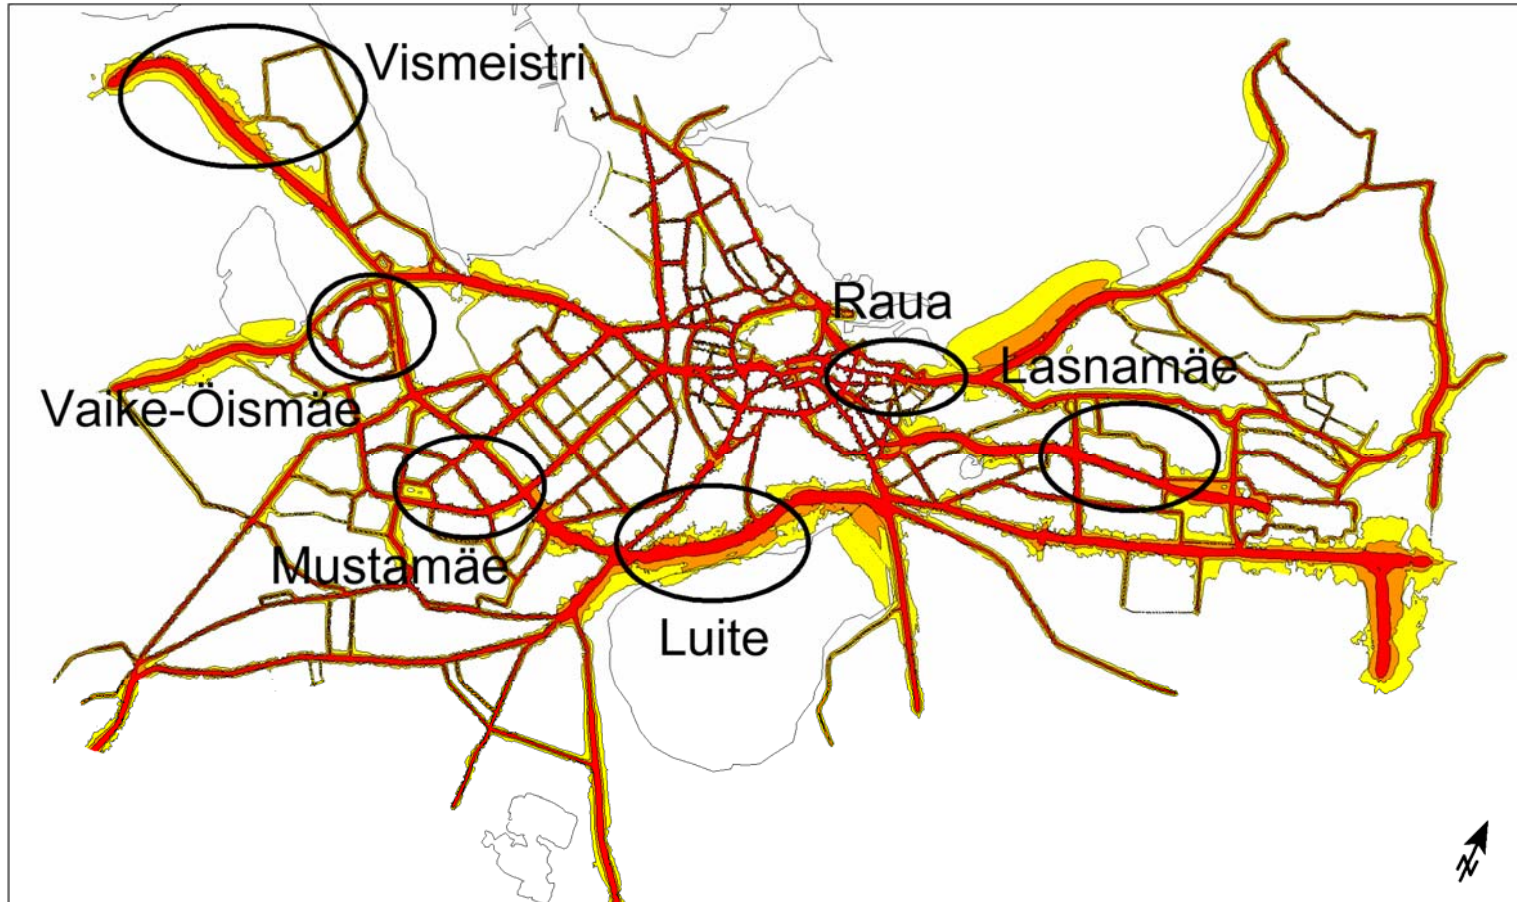 Vismeistri
Raua
Lasnamäe
Vaike-Öismäe
Mustamäe
Luite
N